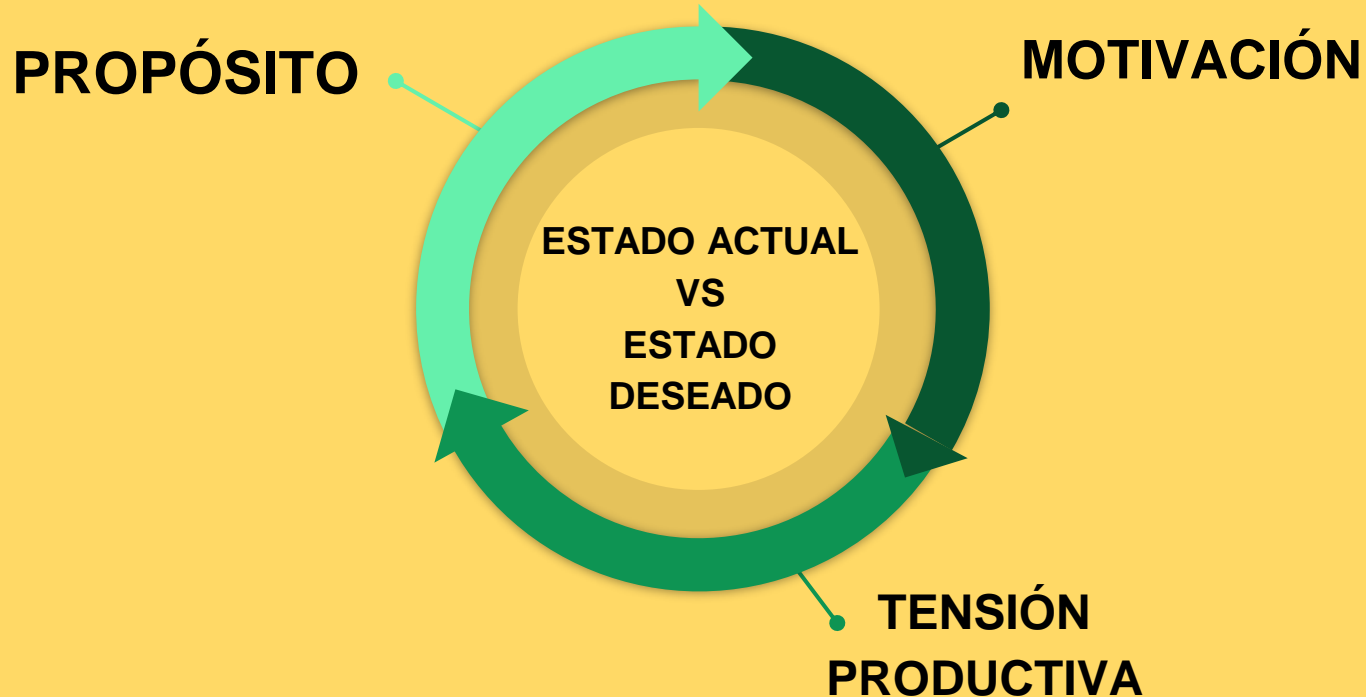 PROPÓSITO
MOTIVACIÓN
ESTADO ACTUAL
VS
ESTADO
DESEADO
TENSIÓN
PRODUCTIVA